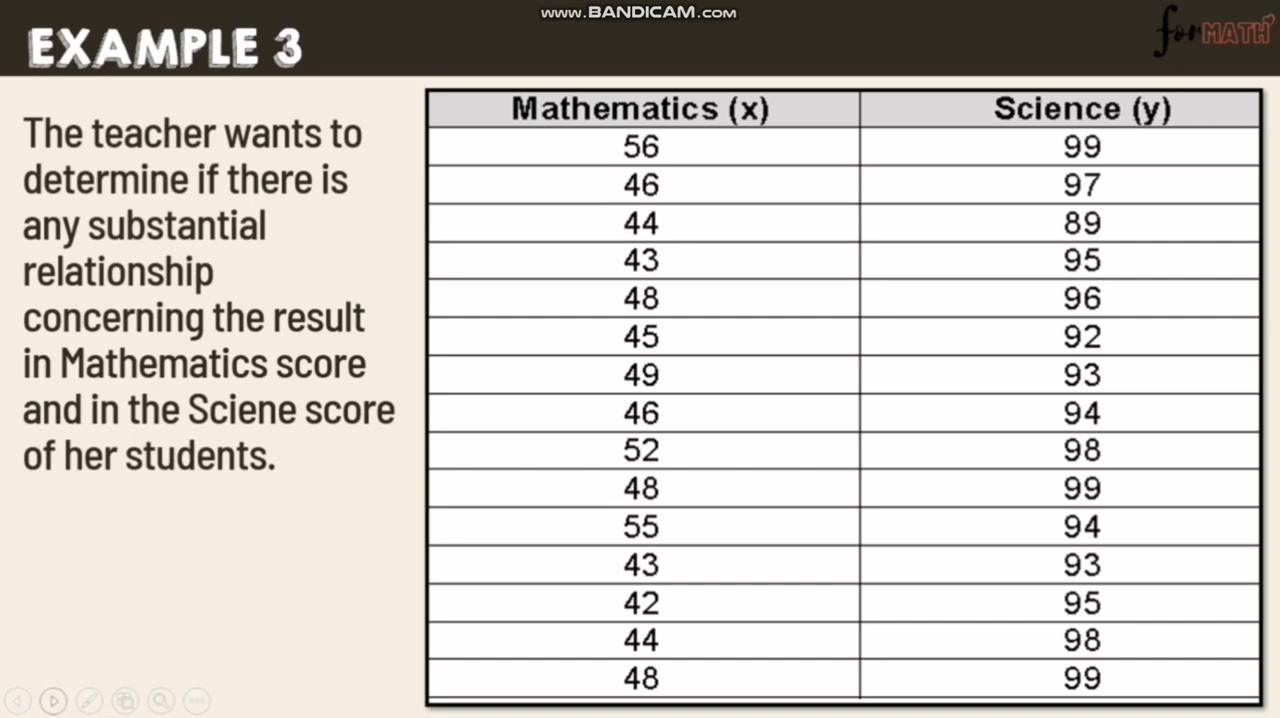 www.BANDICAM.com
EXAMPLE 3
forMATH
The teacher wants to
determine if there is
any substantial
relationship
concerning the result
in Mathematics score
and in the Sciene score
of her students.
Mathematics (x) Science (y)
56 99
46 97
44 89
43 95
48 96
45 92
49 93
46 94
52 98
48 99
55 94
43 93
42 95
44 98
48 99